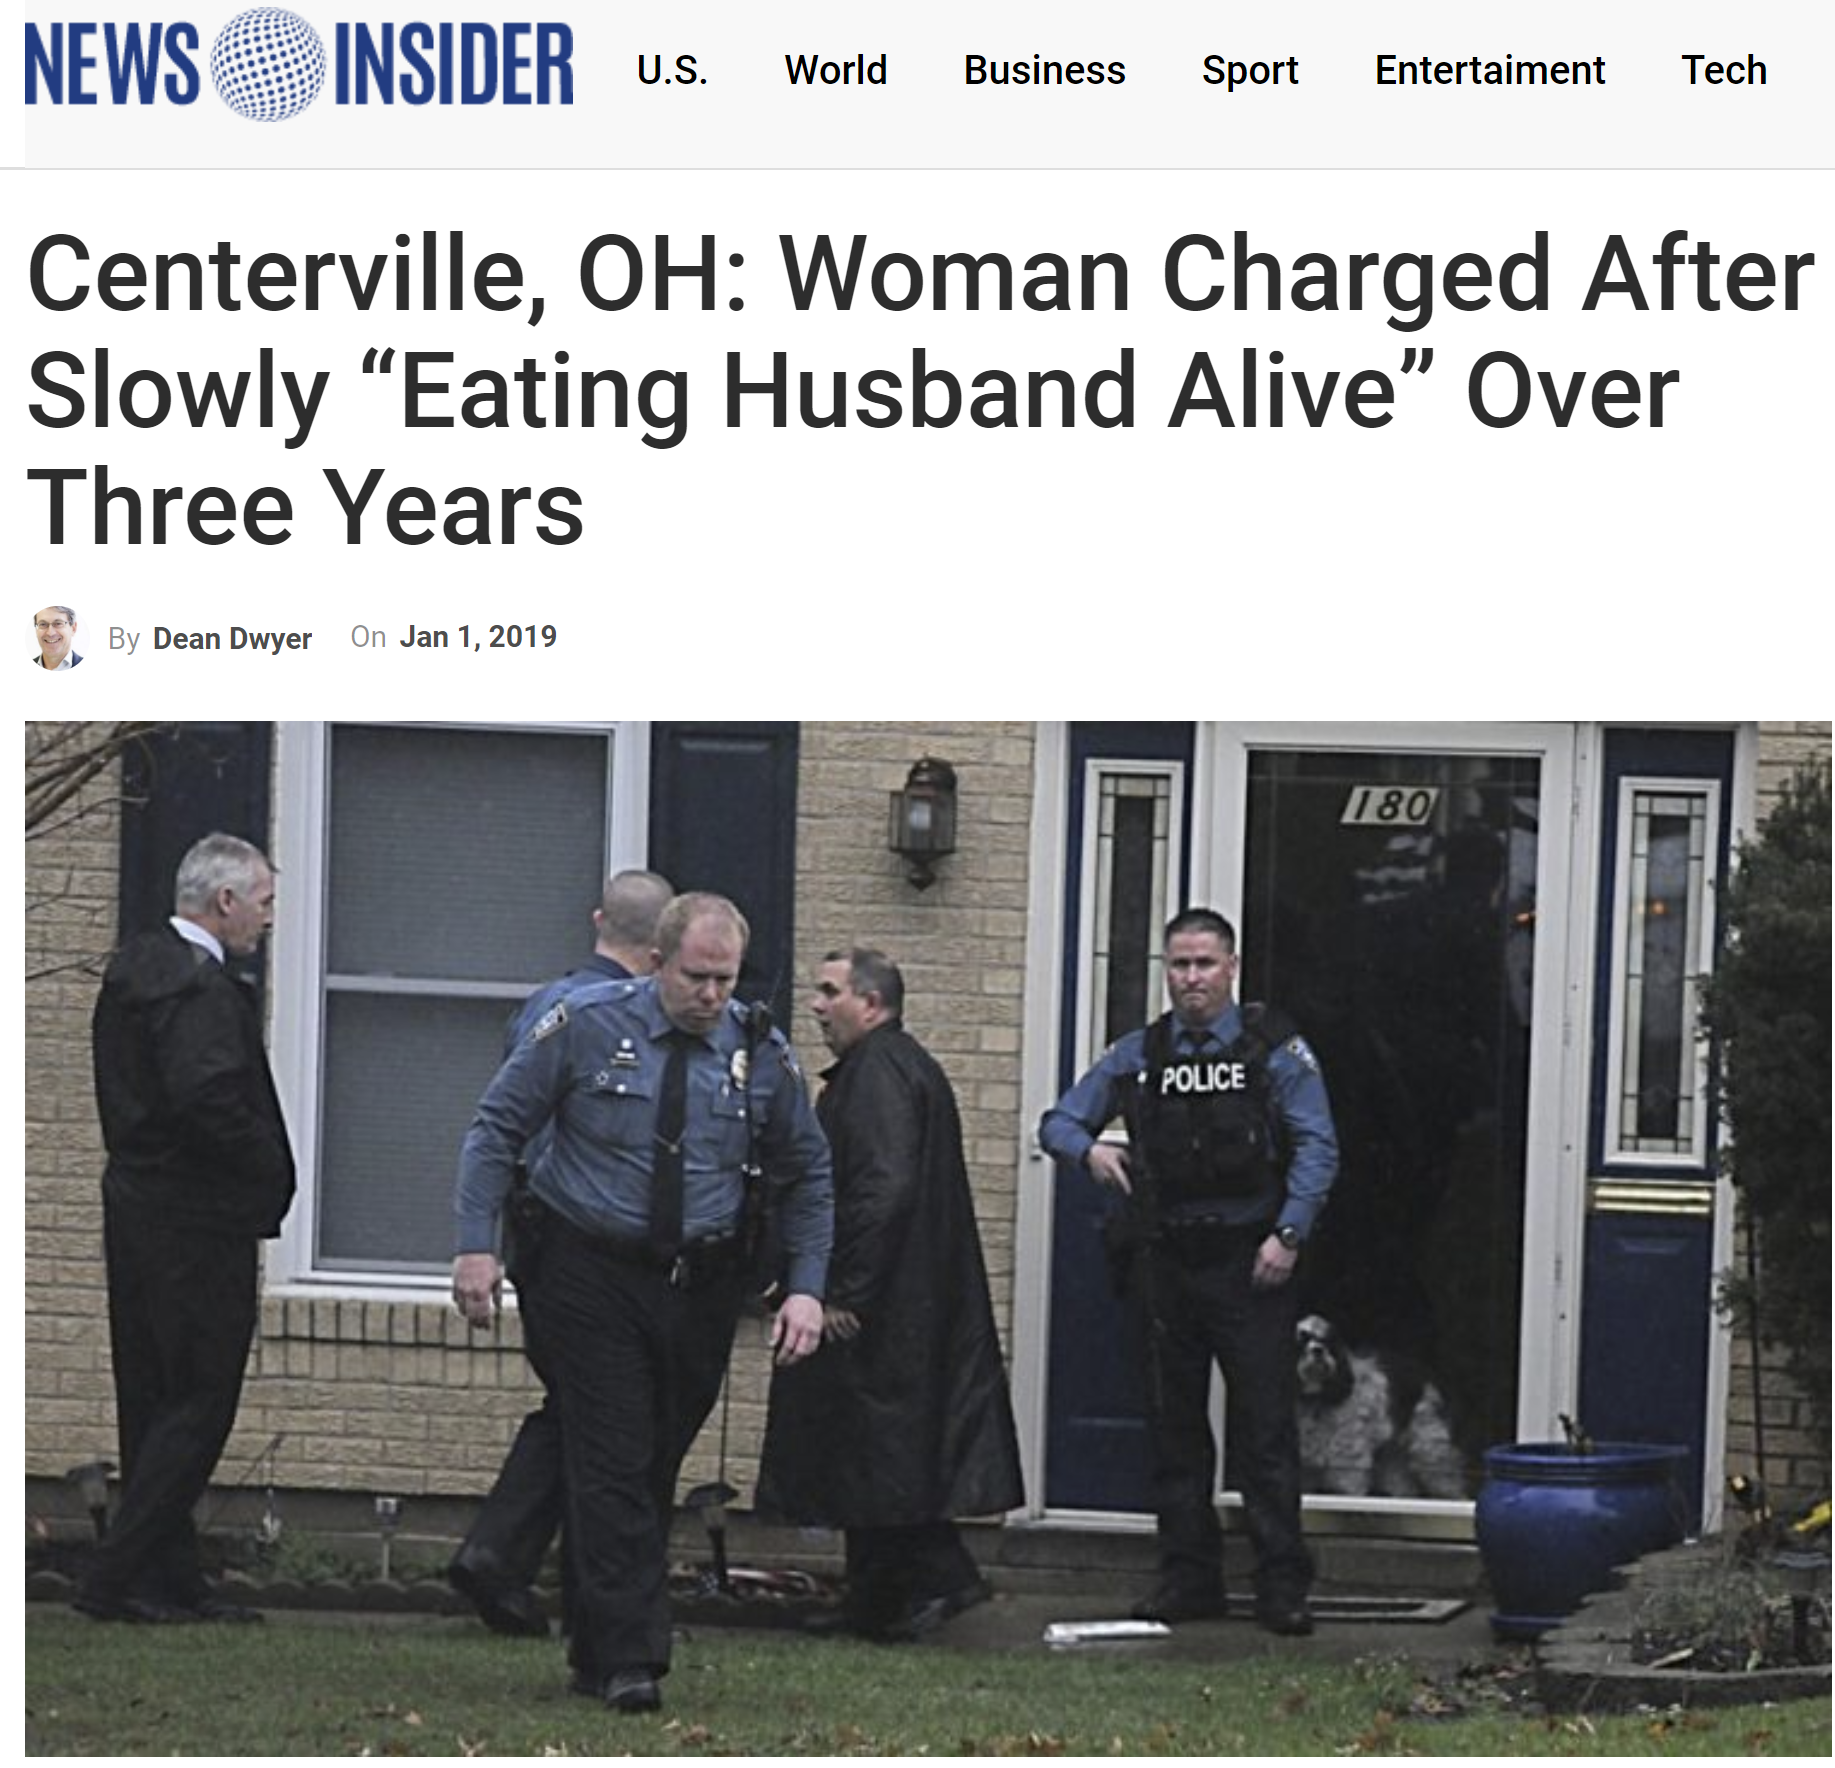 NEWS INSIDER
U.S. World Business Sport Entertaiment Tech
Centerville, OH: Woman Charged After
Slowly “Eating Husband Alive” Over
Three Years
By Dean Dwyer On Jan 1, 2019
180
POLICE